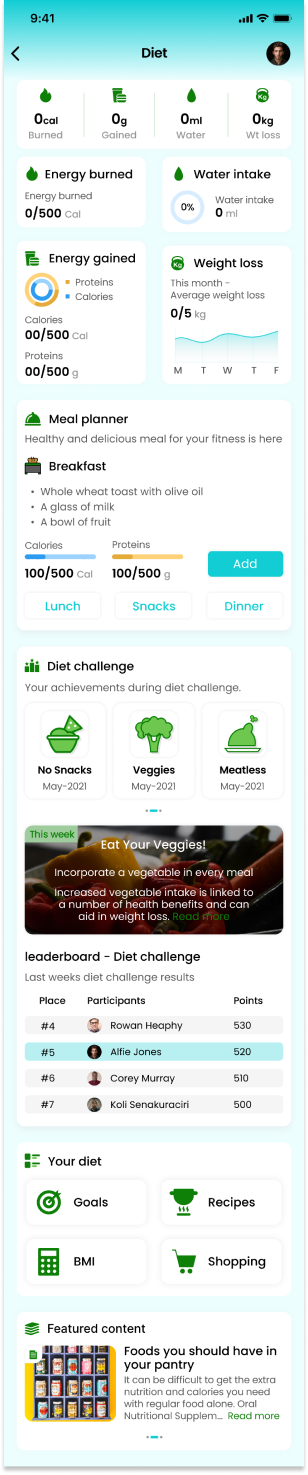 9:41
Diet
0cal 0g 0ml 0kg
Burned Gained Water Wt loss
Energy burned
Energy burned
0/500 Cal
Water intake
0%
Water intake
0 ml
Energy gained
Proteins
Calories
Calories
00/500 Cal
Proteins
00/500 g
Kg
Weight loss
This month -
Average weight loss
0/5 kg
M T W T F
Meal planner
Healthy and delicious meal for your fitness is here
Breakfast
• Whole wheat toast with olive oil
• A glass of milk
• A bowl of fruit
Calories Proteins
100/500 Cal 100/500 g
Add
Lunch Snacks Dinner
Diet challenge
Your achievements during diet challenge.
No Snacks Veggies Meatless
May-2021 May-2021 May-2021
This week
Eat Your Veggies!
Incorporate a vegetable in every meal
Increased vegetable intake is linked to
a number of health benefits and can
aid in weight loss. Read more
leaderboard - Diet challenge
Last weeks diet challenge results
Place Participants Points
#4 Rowan Heaphy 530
#5 Alfie Jones 520
#6 Corey Murray 510
#7 Koli Senakuraciri 500
Your diet
Goals Recipes
BMI Shopping
Featured content
Foods you should have in
your pantry
It can be difficult to get the extra
nutrition and calories you need
with regular food alone. Oral
Nutritional Supplem... Read more